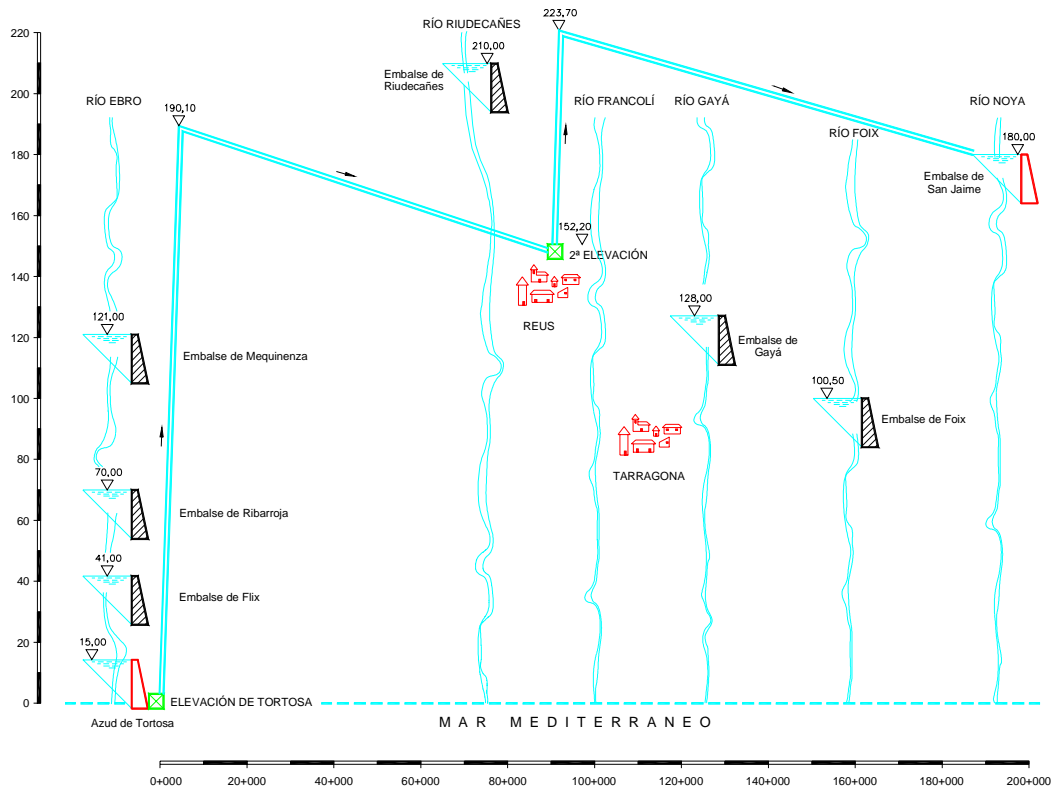 RÍO RIUDECAÑES
223,70
220
210,00
Embalse de
Riudecañes
200
RÍO EBRO
190,10
RÍO FRANCOLÍ
RÍO GAYÁ
RÍO NOYA
RÍO FOIX
180,00
180
Embalse de
San Jaime
160
152,20
2ª ELEVACIÓN
140
REUS
128,00
121,00
120
Embalse de
Gayá
Embalse de Mequinenza
100,50
100
Embalse de Foix
80
TARRAGONA
70,00
60
Embalse de Ribarroja
41,00
40
Embalse de Flix
20
15,00
0
ELEVACIÓN DE TORTOSA
Azud de Tortosa
MAR MEDITERRANEO
0+000 20+000 40+000 60+000 80+000 100+000 120+000 140+000 160+000 180+000 200+000